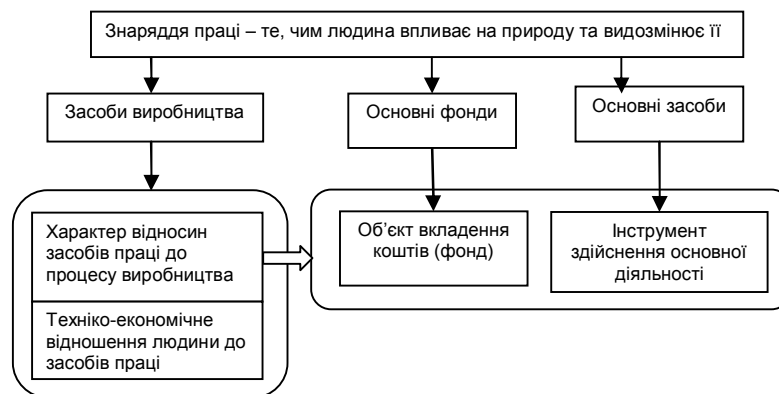 Знаряддя праці – те, чим людина впливає на природу та видозмінює її
Засоби виробництва
Основні фонди
Основні засоби
Характер відносин
засобів праці до
процесу виробництва
Техніко-економічне
відношення людини до
засобів праці
Об’єкт вкладення
коштів (фонд)
Інструмент
здійснення основної
діяльності